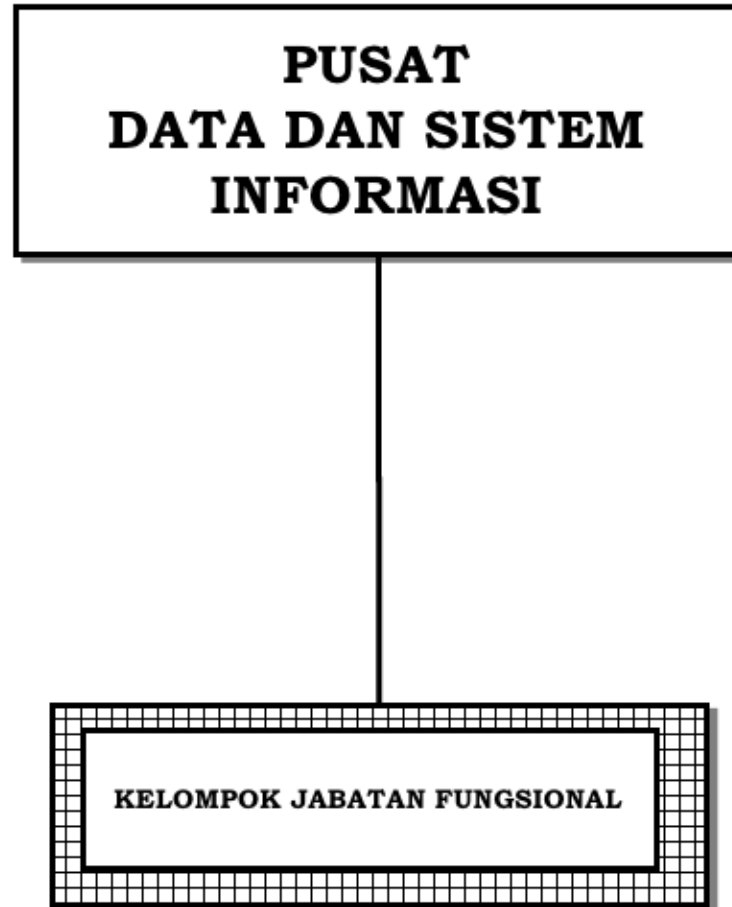 PUSAT
DATA DAN SISTEM
INFORMASI
KELOMPOK JABATAN FUNGSIONAL